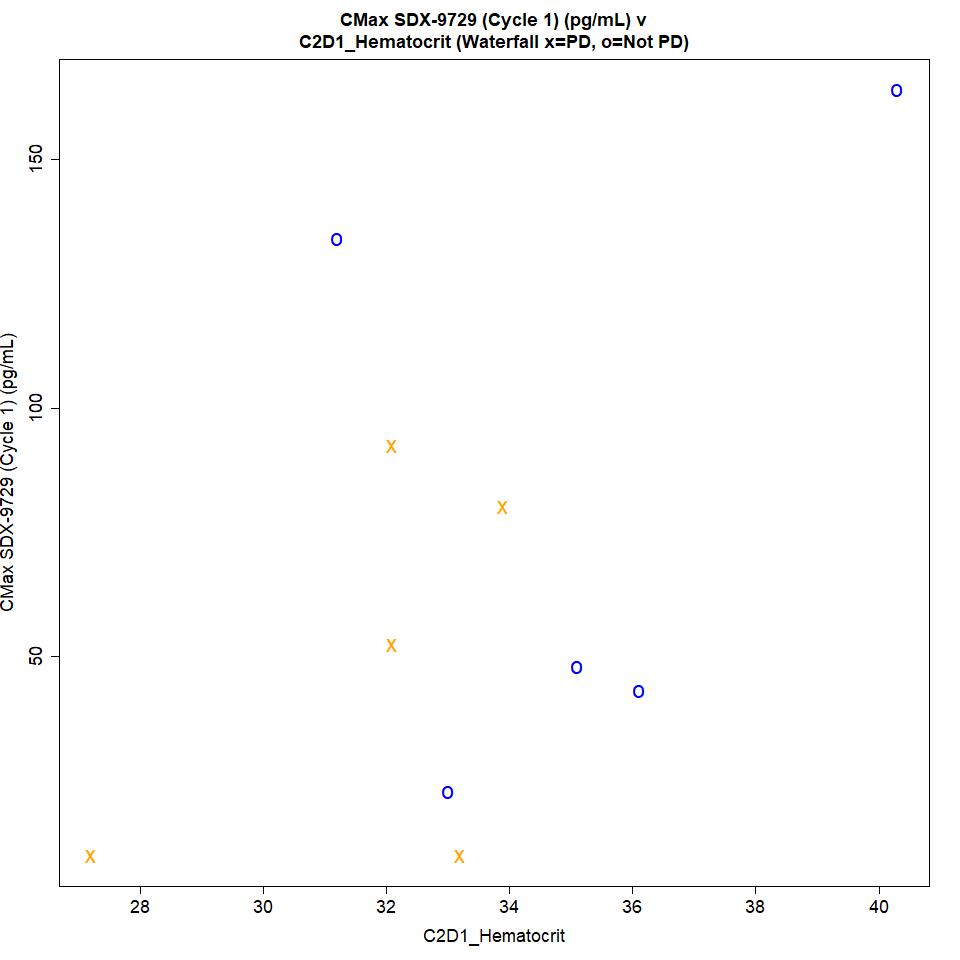 CMax SDX-9729 (Cycle 1) (pg/mL) v
C2D1_Hematocrit (Waterfall x=PD, o=Not PD)
CMax SDX-9729 (Cycle 1) (pg/mL)
150
100
50
O
O
X
X
X
O
O
O
X
X
28 30 32 34 36 38 40
C2D1_Hematocrit